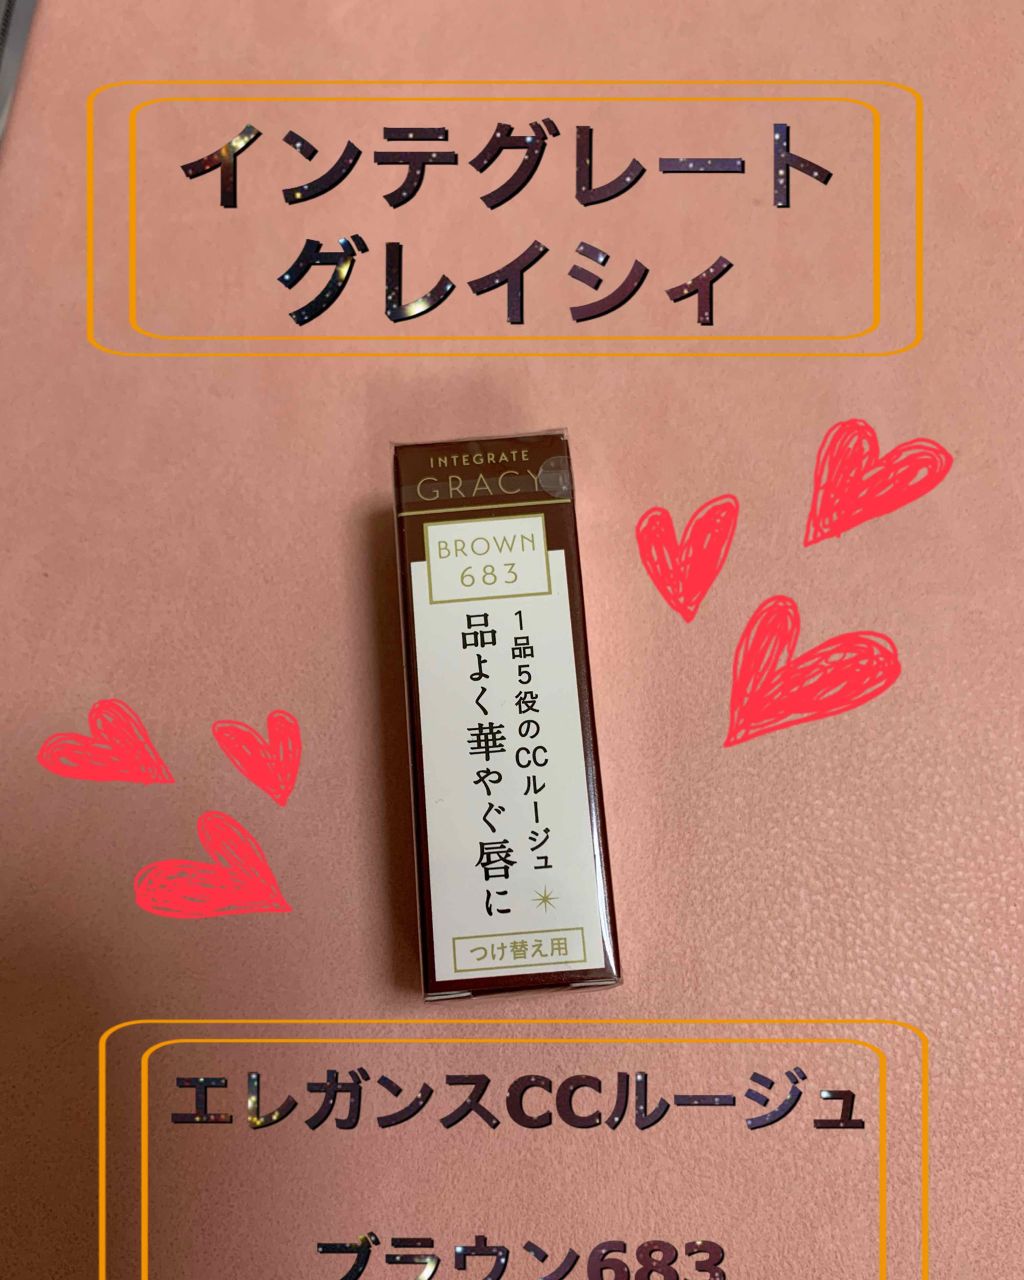 インテグレート
グレイシィ
INTEGRATE
GRACY
BROWN
683
1品5役のCCルージュ
品よく華やぐ唇に
つけ替え用
エレガンスCCルージュ
ブラウン683